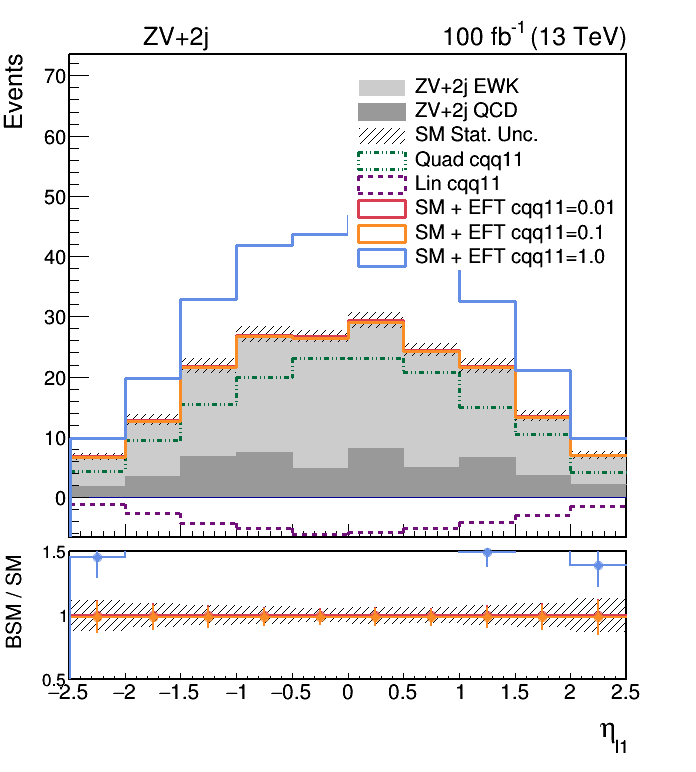 ZV+2j 100 fb-1 (13 TeV)
Events
70
60
50
40
30
20
10
0
ZV+2j EWK
ZV+2j QCD
SM Stat. Unc.
Quad cqq11
Lin cqq11
SM + EFT cqq11=0.01
SM + EFT cqq11=0.1
SM + EFT cqq11=1.0
BSM / SM
1.5
1
0.5
−2.5 −2 −1.5 −1 −0.5 0 0.5 1 1.5 2 2.5
ηl1